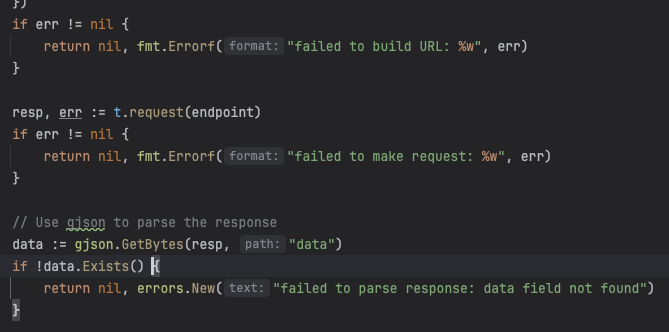 })
if err != nil {
return nil, fmt.Errorf( format: "failed to build URL: %w", err)
}
resp, err := t.request(endpoint)
if err != nil {
return nil, fmt.Errorf( format: "failed to make request: %w", err)
}
// Use gjson to parse the response
data := gjson.GetBytes(resp, path: "data")
if !data.Exists() {
return nil, errors.New( text: "failed to parse response: data field not found")
}